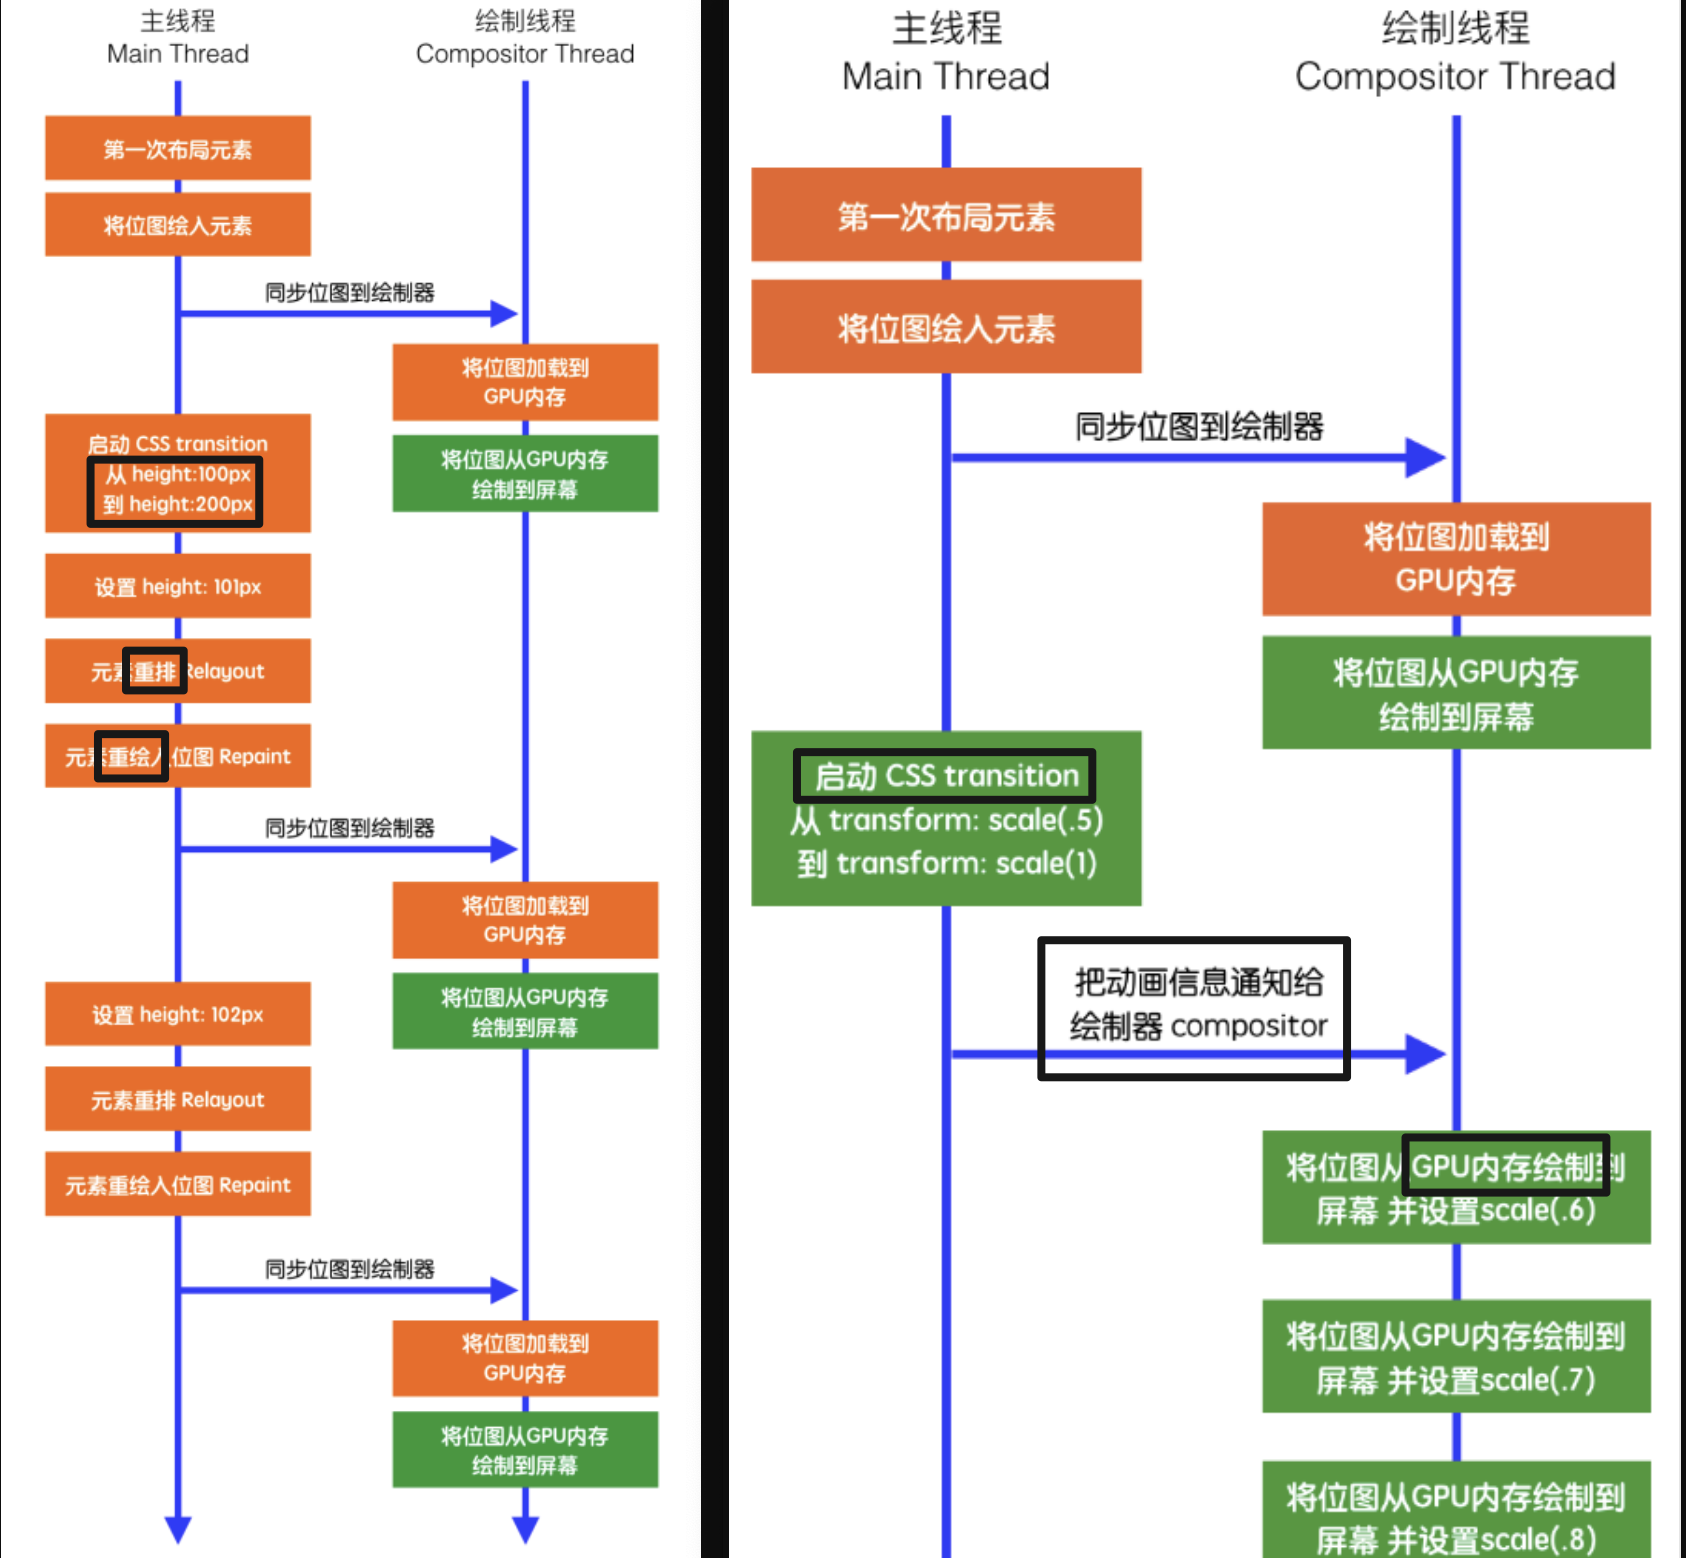 主线程
Main Thread
绘制线程
Compositor Thread
第一次布局元素
将位图绘入元素
同步位图到绘制器
将位图加载到
GPU内存
将位图从GPU内存
绘制到屏幕
启动 CSS transition
从 height:100px
到 height:200px
设置 height: 101px
元素重排 Relayout
元素重绘入位图 Repaint
同步位图到绘制器
将位图加载到
GPU内存
将位图从GPU内存
绘制到屏幕
设置 height: 102px
元素重排 Relayout
元素重绘入位图 Repaint
同步位图到绘制器
将位图加载到
GPU内存
将位图从GPU内存
绘制到屏幕
主线程
Main Thread
绘制线程
Compositor Thread
第一次布局元素
将位图绘入元素
同步位图到绘制器
将位图加载到
GPU内存
将位图从GPU内存
绘制到屏幕
启动 CSS transition
从 transform: scale(.5)
到 transform: scale(1)
把动画信息通知给
绘制器 compositor
将位图从GPU内存绘制到
屏幕 并设置scale(.6)
将位图从GPU内存绘制到
屏幕 并设置scale(.7)
将位图从GPU内存绘制到
屏幕 并设置scale(.8)